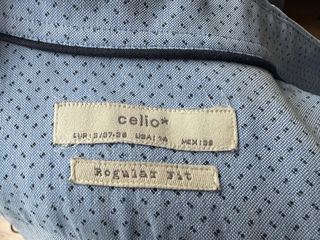 celio*
EUR:S/37-38 USA:14 MEX:38
Regular Fit